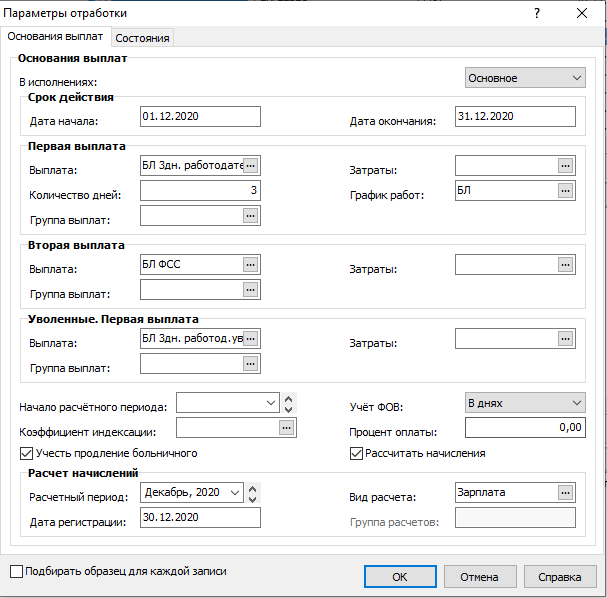 Параметры отработки ?
Основания выплат Состояния
Основания выплат
В исполнениях: Основное
Срок действия
Дата начала: 01.12.2020 Дата окончания: 31.12.2020
Первая выплата
Выплата: БЛ 3дн. работодате ... Затраты: ...
Количество дней: 3 График работ: БЛ ...
Группа выплат: ...
Вторая выплата
Выплата: БЛ ФСС ... Затраты: ...
Группа выплат: ...
Уволенные. Первая выплата
Выплата: БЛ 3дн. работод.ув ... Затраты: ...
Группа выплат: ...
Начало расчётного периода: Учёт ФОВ: В днях
Коэффициент индексации: ... Процент оплаты: 0,00
Учесть продление больничного Рассчитать начисления
Расчет начислений
Расчетный период: Декабрь, 2020 Вид расчета: Зарплата ...
Дата регистрации: 30.12.2020 Группа расчетов:
Подбирать образец для каждой записи ОК Отмена Справка